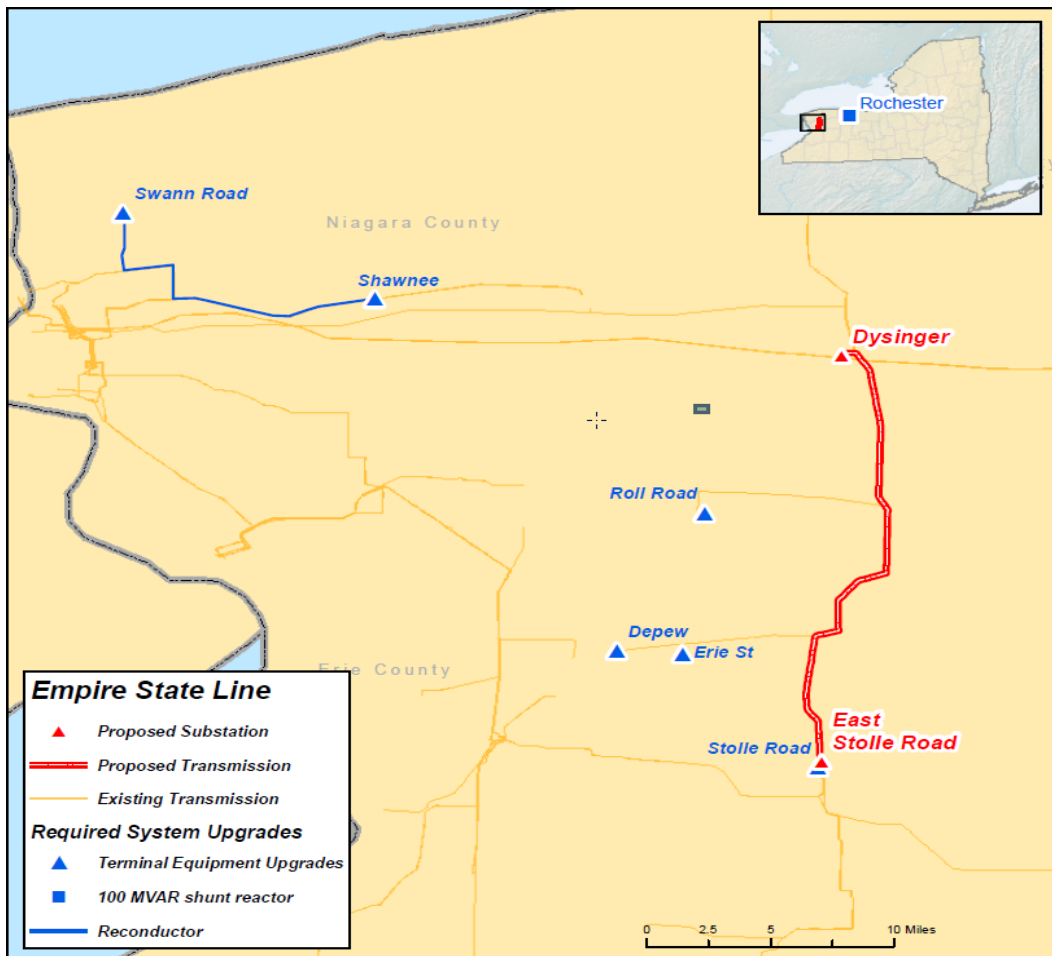 Rochester
Swann Road
Niagara County
Shawnee
Dysinger
Roll Road
Depew
Erie St
Erie County
East
Stolle Road
Stolle Road
Empire State Line
Proposed Substation
Proposed Transmission
Existing Transmission
Required System Upgrades
Terminal Equipment Upgrades
100 MVAR shunt reactor
Reconductor
0 2.5 5 10 Miles